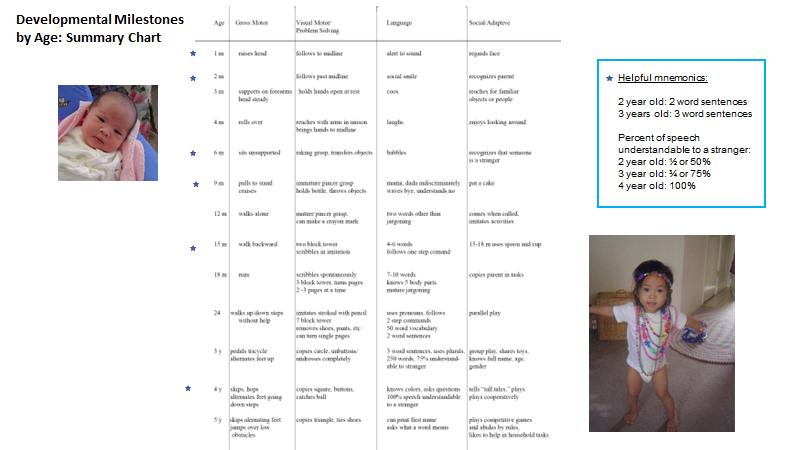 Developmental Milestones
by Age: Summary Chart
Age Gross Motor Visual Motor/ Language Social Adaptive
Problem Solving
1 m raises head follows to midline alert to sound regards face
2 m follows past midline social smile recognizes parent
3 m supports on forearms holds hands open at rest coos reaches for familiar
head steady objects or people
4 m rolls over reaches with arms in unison laughs enjoys looking around
brings hands to midline
6 m sits unsupported raking grasp, transfers objects babbles recognizes that someone
is a stranger
9 m pulls to stand immature pincer grasp mama, dada indiscriminately pat a cake
cruises holds bottle, throws objects waves bye, understands no
12 m walks alone mature pincer grasp, two words other than comes when called,
can make a crayon mark jargoning imitates activities
15 m walk backward two block tower 4-6 words 15-18 m uses spoon and cup
scribbles in imitation follows one step comand
18 m runs scribbles spontaneously 7-10 words copies parent in tasks
3 block tower, turns pages knows 5 body parts
2 -3 pages at a time mature jargoning
24 walks up down steps imitates stroked with pencil uses pronouns, follows parallel play
without help 7 block tower 2 step commands
removes shoes, pants, etc 50 word vocabulary
can turn single pages 2 word sentences
3 y pedals tricycle copies circle, unbuttons/ 3 word sentences, uses plurals, group play, shares toys,
alternates feet up undresses completely 250 words, 75% understand- knows full name, age,
able to stranger gender
4 y skips, hops copies square, buttons, knows colors, asks questions tells "tall tales," plays
alternates feet going catches ball 100% speech understandable plays cooperatively
down steps to a stranger
5 y skips alternating feet copies triangle, ties shoes can print first name plays competitive games
jumps over low asks what a word means and abides by rules,
obstacles likes to help in household tasks
Helpful mnemonics:
2 year old: 2 word sentences
3 years old: 3 word sentences
Percent of speech
understandable to a stranger:
2 year old: ½ or 50%
3 year old: ¾ or 75%
4 year old: 100%